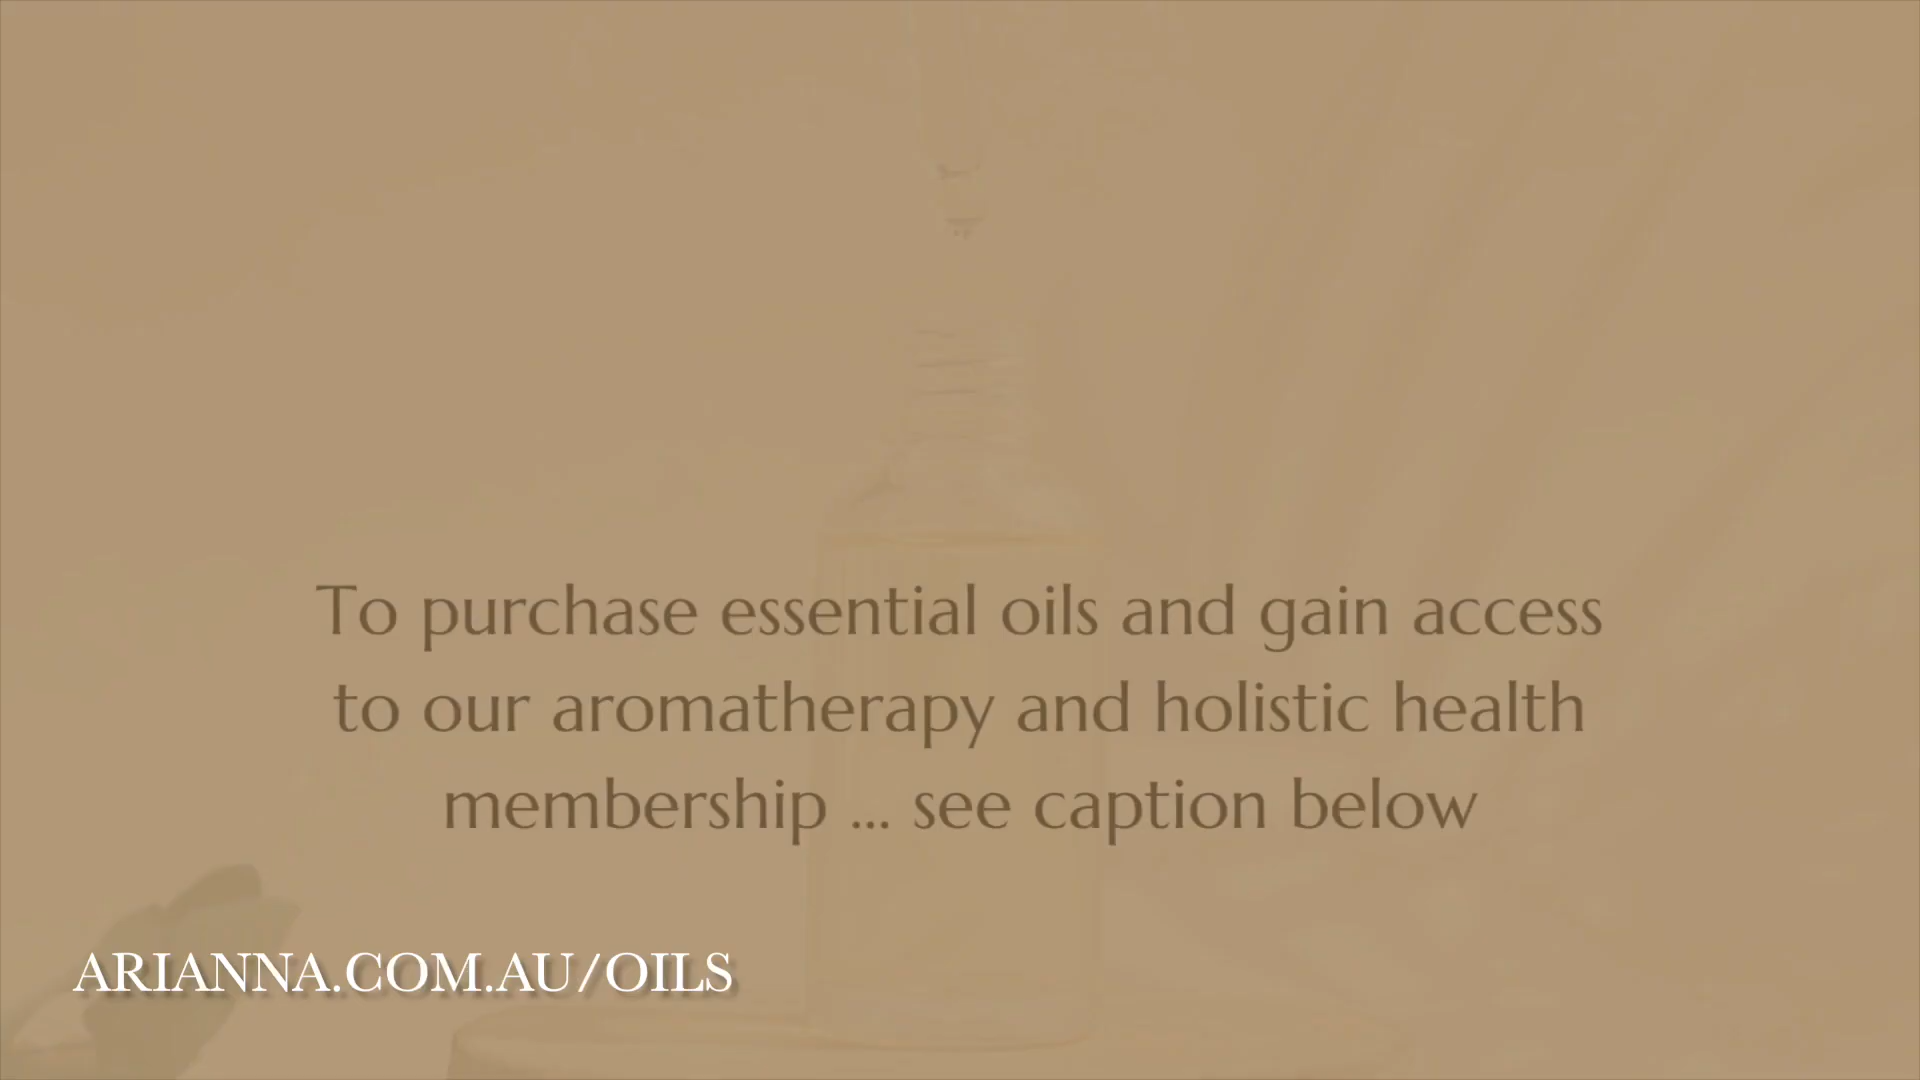 To purchase essential oils and gain access
to our aromatherapy and holistic health
membership ... see caption below
ARIANNA.COM.AU/OILS